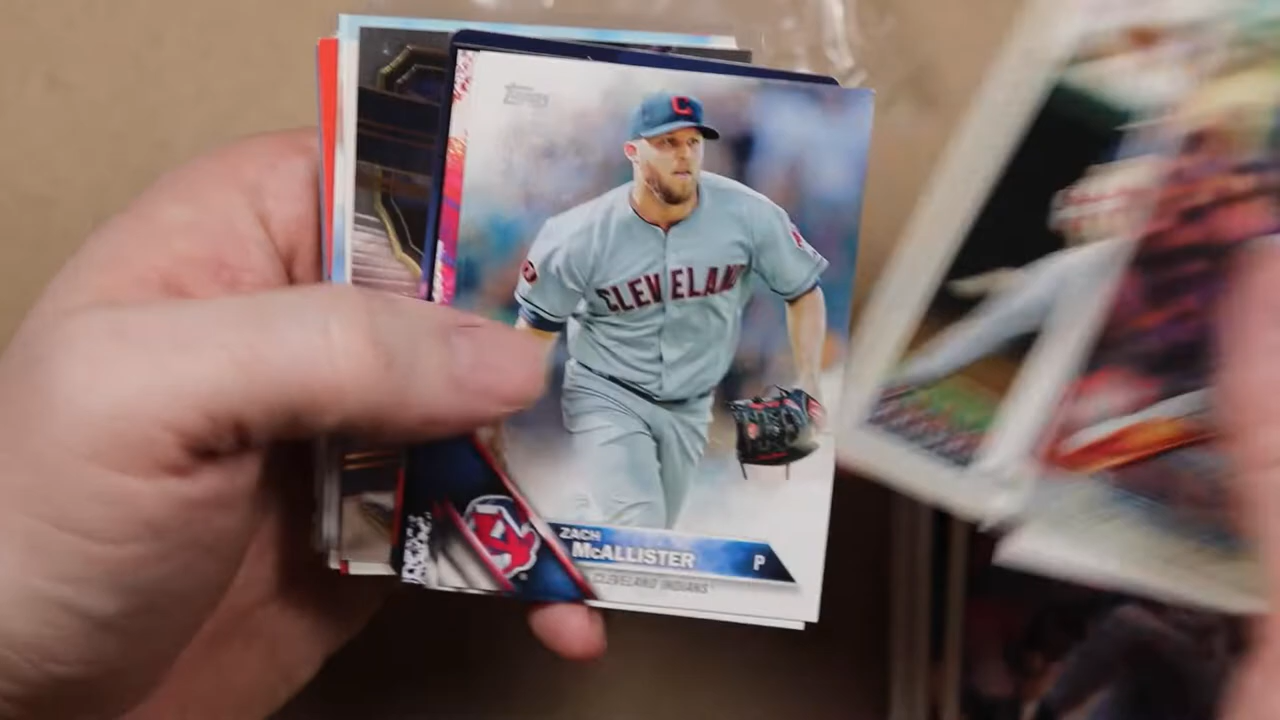 Topps
C
CLEVELAND
ZACH
McALLISTER
P
CLEVELAND INDIANS